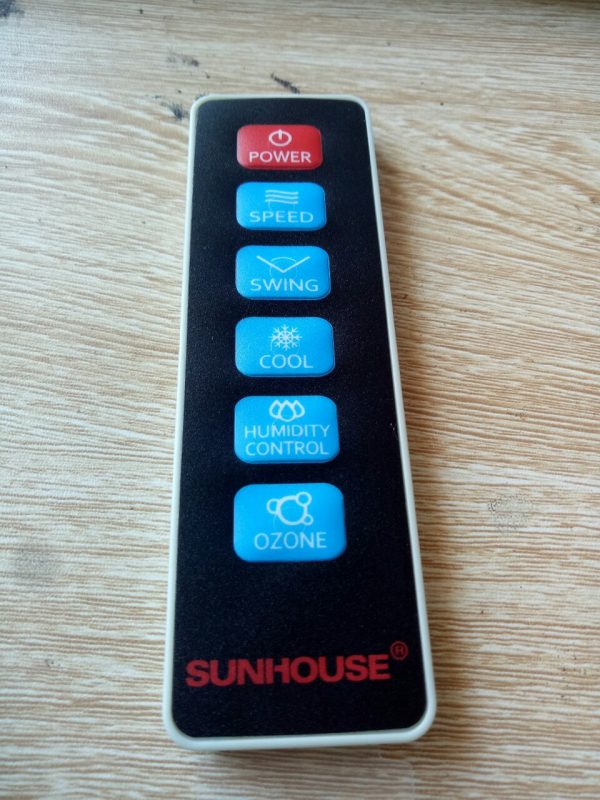 POWER
SPEED
SWING
COOL
HUMIDITY
CONTROL
OZONE
SUNHOUSE®